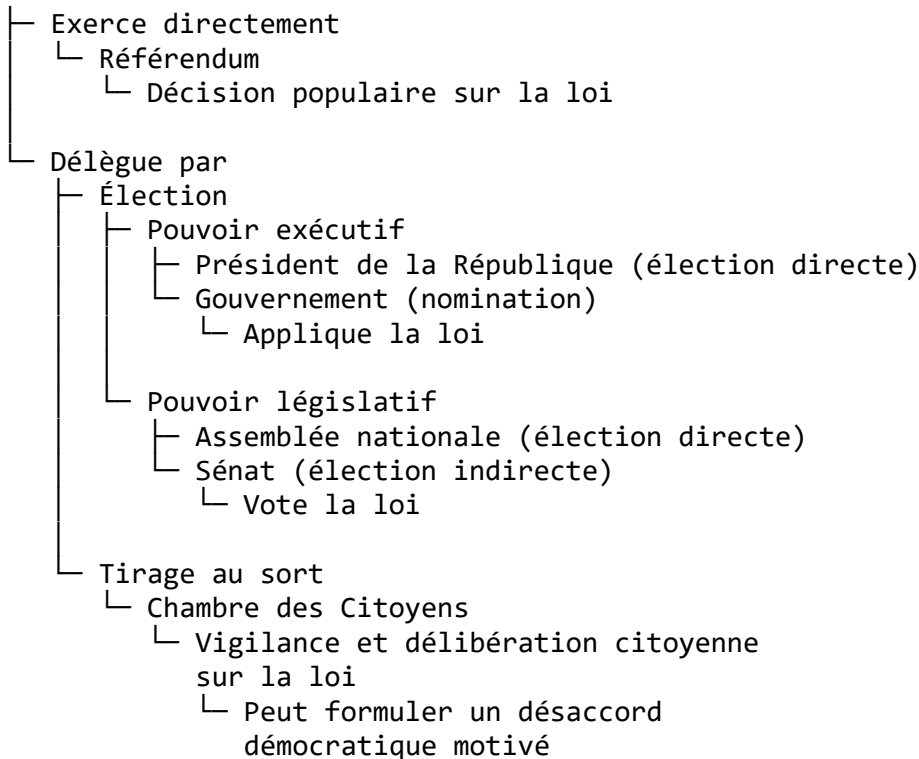 Exerce directement
Référendum
Décision populaire sur la loi
Délègue par
Élection
Pouvoir exécutif
Président de la République (élection directe)
Gouvernement (nomination)
Applique la loi
Pouvoir législatif
Assemblée nationale (élection directe)
Sénat (élection indirecte)
Vote la loi
Tirage au sort
Chambre des Citoyens
Vigilance et délibération citoyenne
sur la loi
Peut formuler un désaccord
démocratique motivé